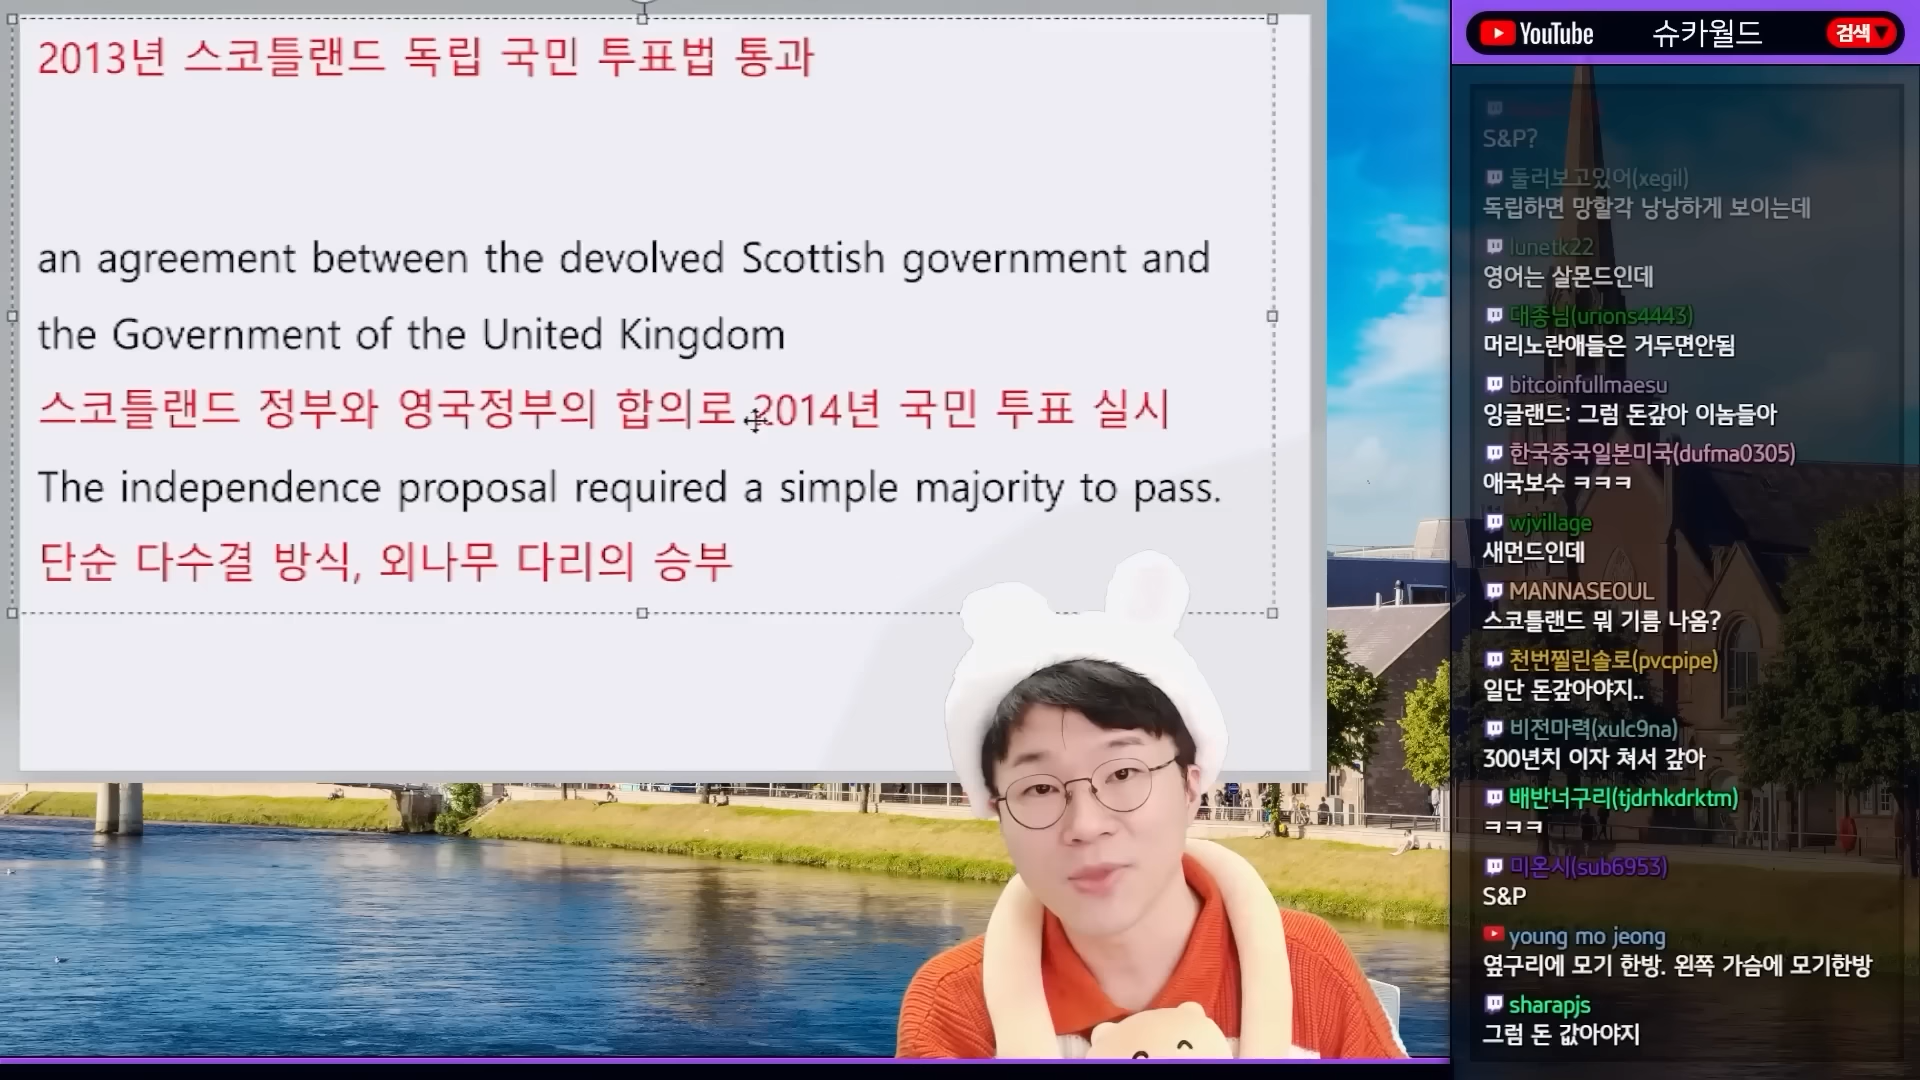 2013년 스코틀랜드 독립 국민 투표법 통과
an agreement between the devolved Scottish government and
the Government of the United Kingdom
스코틀랜드 정부와 영국정부의 합의로 2014년 국민 투표 실시
The independence proposal required a simple majority to pass.
단순 다수결 방식, 외나무 다리의 승부
YouTube 슈카월드 검색
S&P?
둘러보고있어(xegil)
독립하면 망할각 낭낭하게 보이는데
lunetk22
영어는 살몬드인데
대종님(urions4443)
머리노란애들은 거두면안됨
bitcoinfullmaesu
잉글랜드: 그럼 돈갚아 이놈들아
한국중국일본미국(dufma0305)
애국보수 ㅋㅋㅋ
wjvillage
새먼드인데
MANNASEOUL
스코틀랜드 뭐 기름 나옴?
천번찔린솔로(pvcpipe)
일단 돈갚아야지..
비전마력(xulc9na)
300년치 이자 쳐서 갚아
배반너구리(tjdrhkdrktm)
ㅋㅋㅋ
미온시(sub6953)
S&P
young mo jeong
옆구리에 모기 한방. 왼쪽 가슴에 모기한방
sharapjs
그럼 돈 값아야지